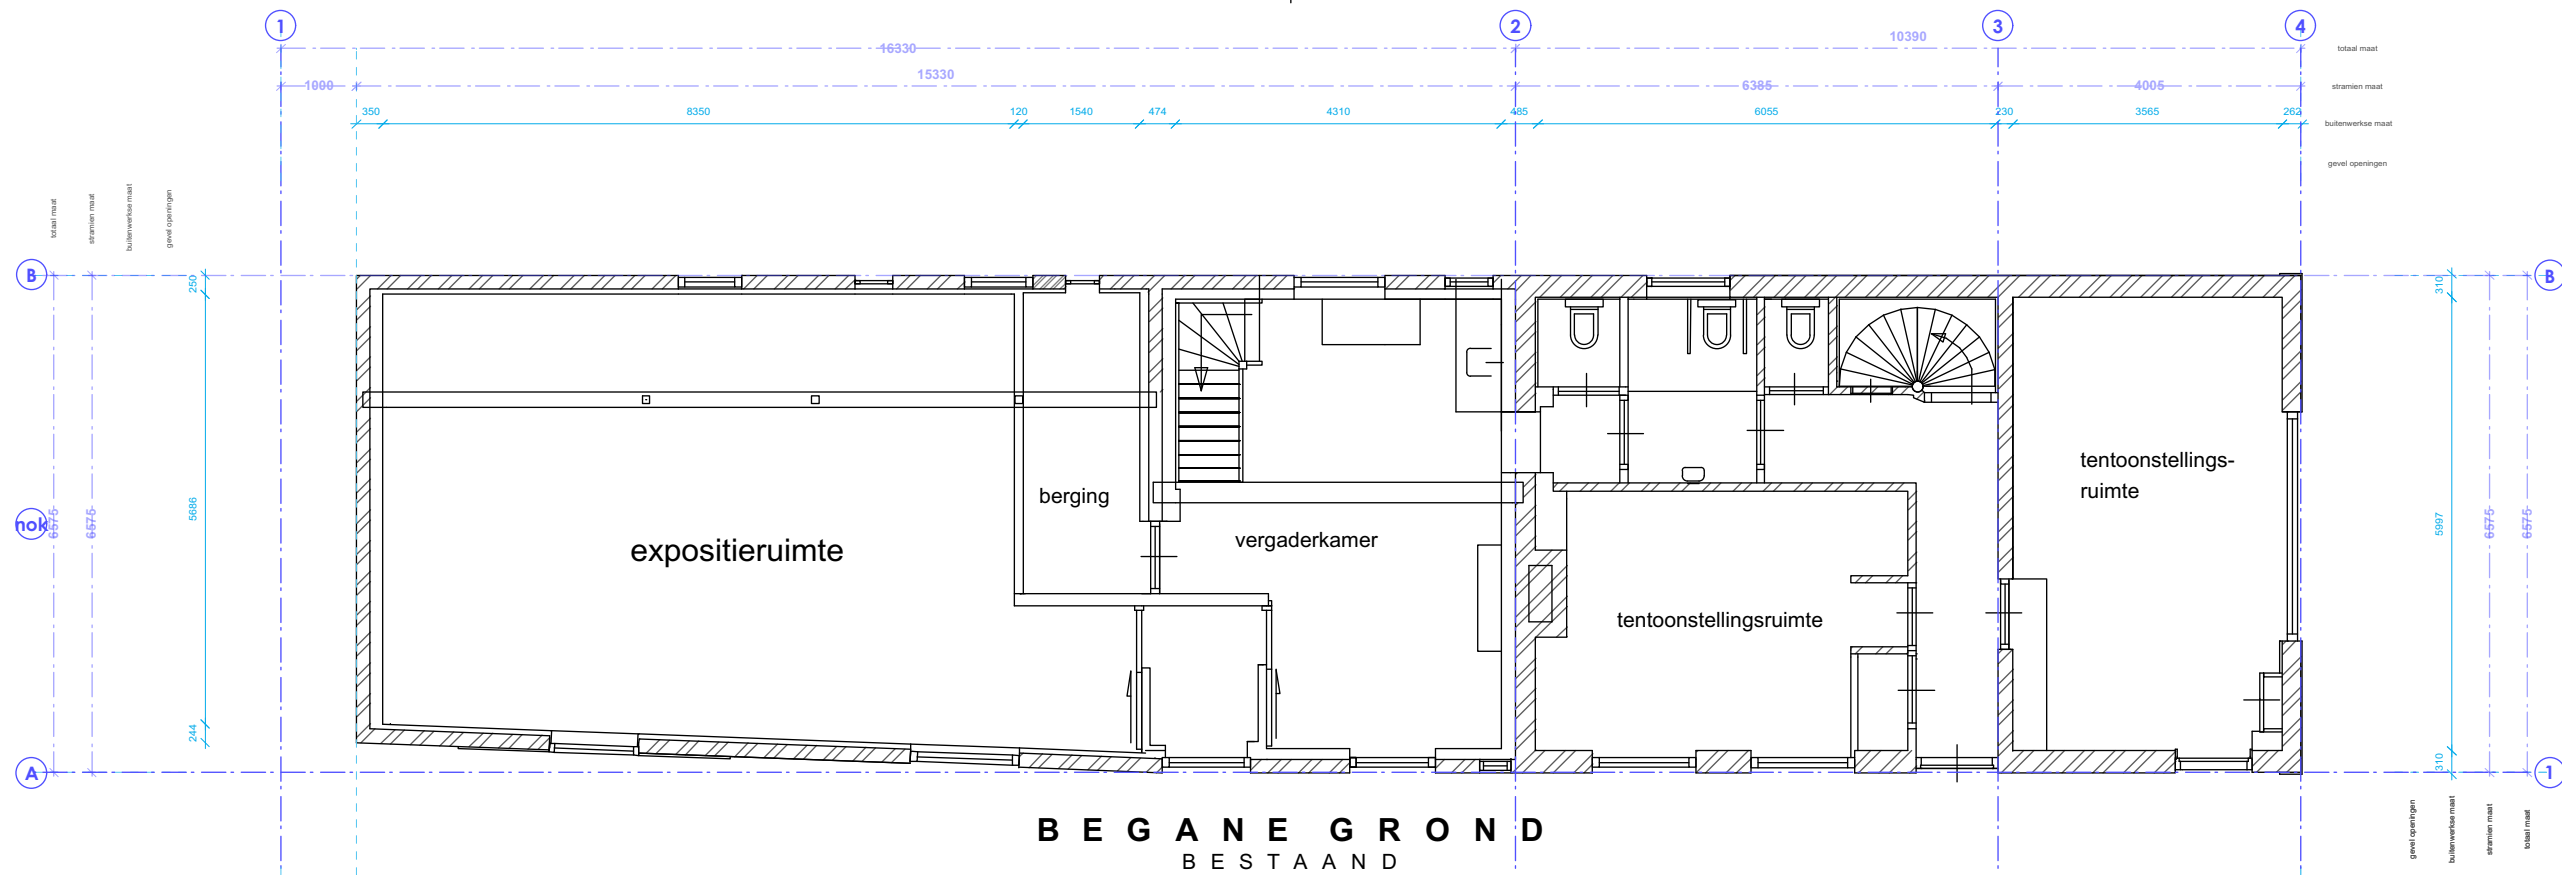 1 2 3 4
16330 10390 totaal maat
1000 15330 6385 4005 stramien maat
350 8350 120 1540 474 4310 485 6055 230 3565 262
buitenwerkse maat
gevel openingen
totaal maat
stramien maat
buitenwerkse maat
gevel openingen
B
250
310
B
tentoonstellings-
ruimte
berging
nok
6575
6575
5686
expositieruimte
vergaderkamer
5997
6575
6575
tentoonstellingsruimte
244
310
A
1
BEGANE GROND
BESTAAND
gevel openingen
buitenwerkse maat
stramien maat
totaal maat